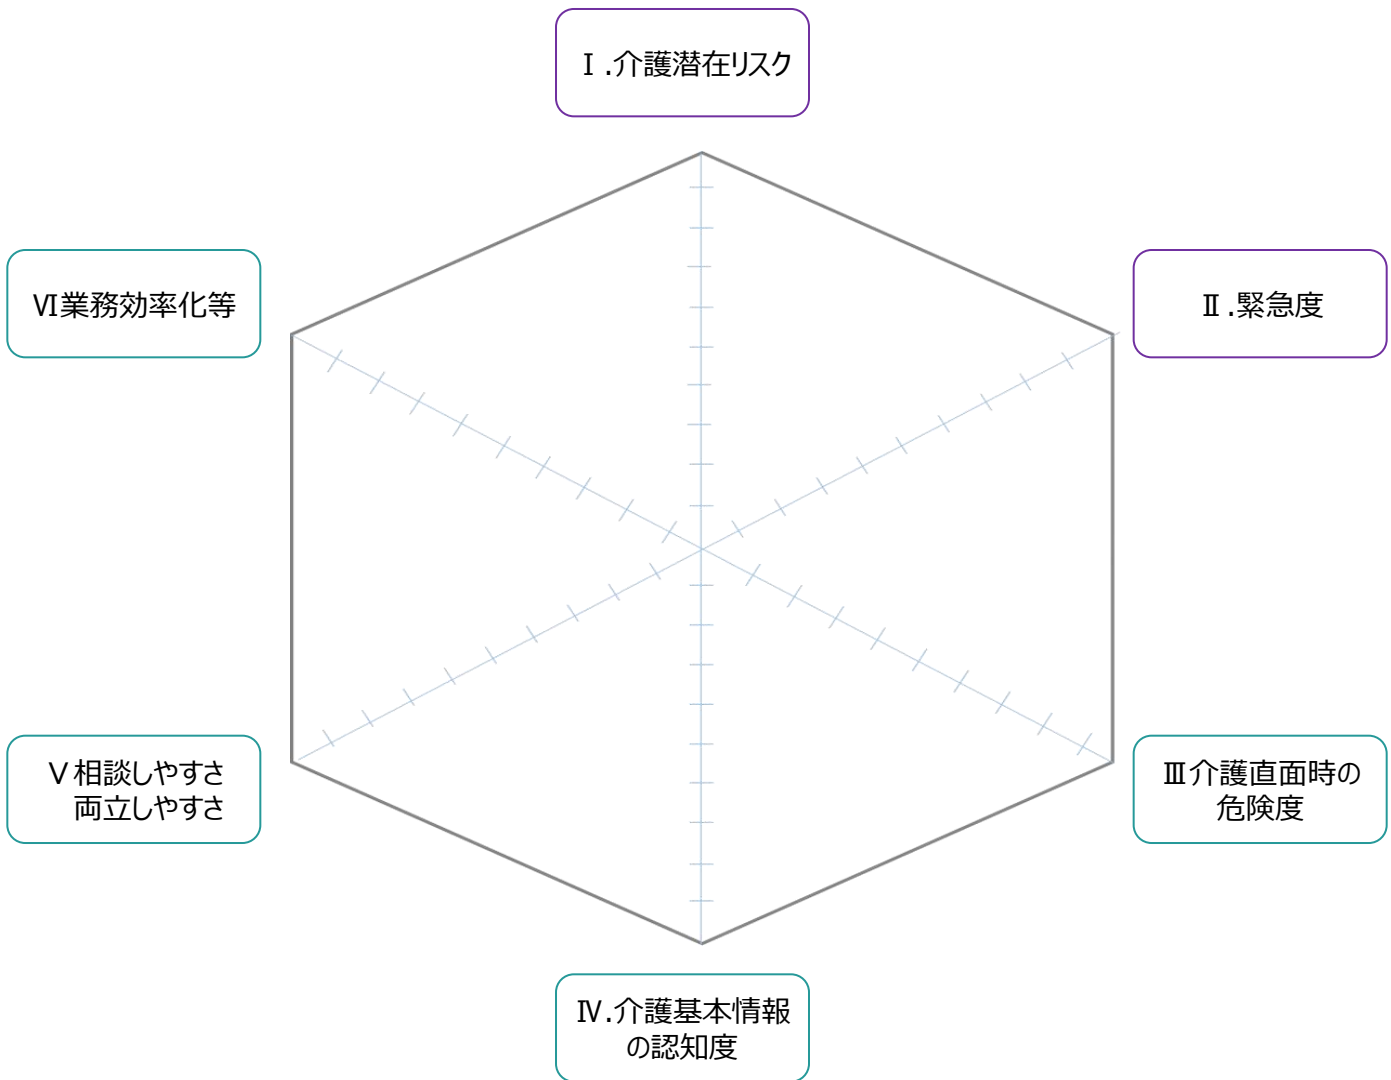 Ⅰ.介護潜在リスク
Ⅵ業務効率化等
Ⅱ.緊急度
Ⅴ相談しやすさ
両立しやすさ
Ⅲ介護直面時の
危険度
Ⅳ.介護基本情報
の認知度